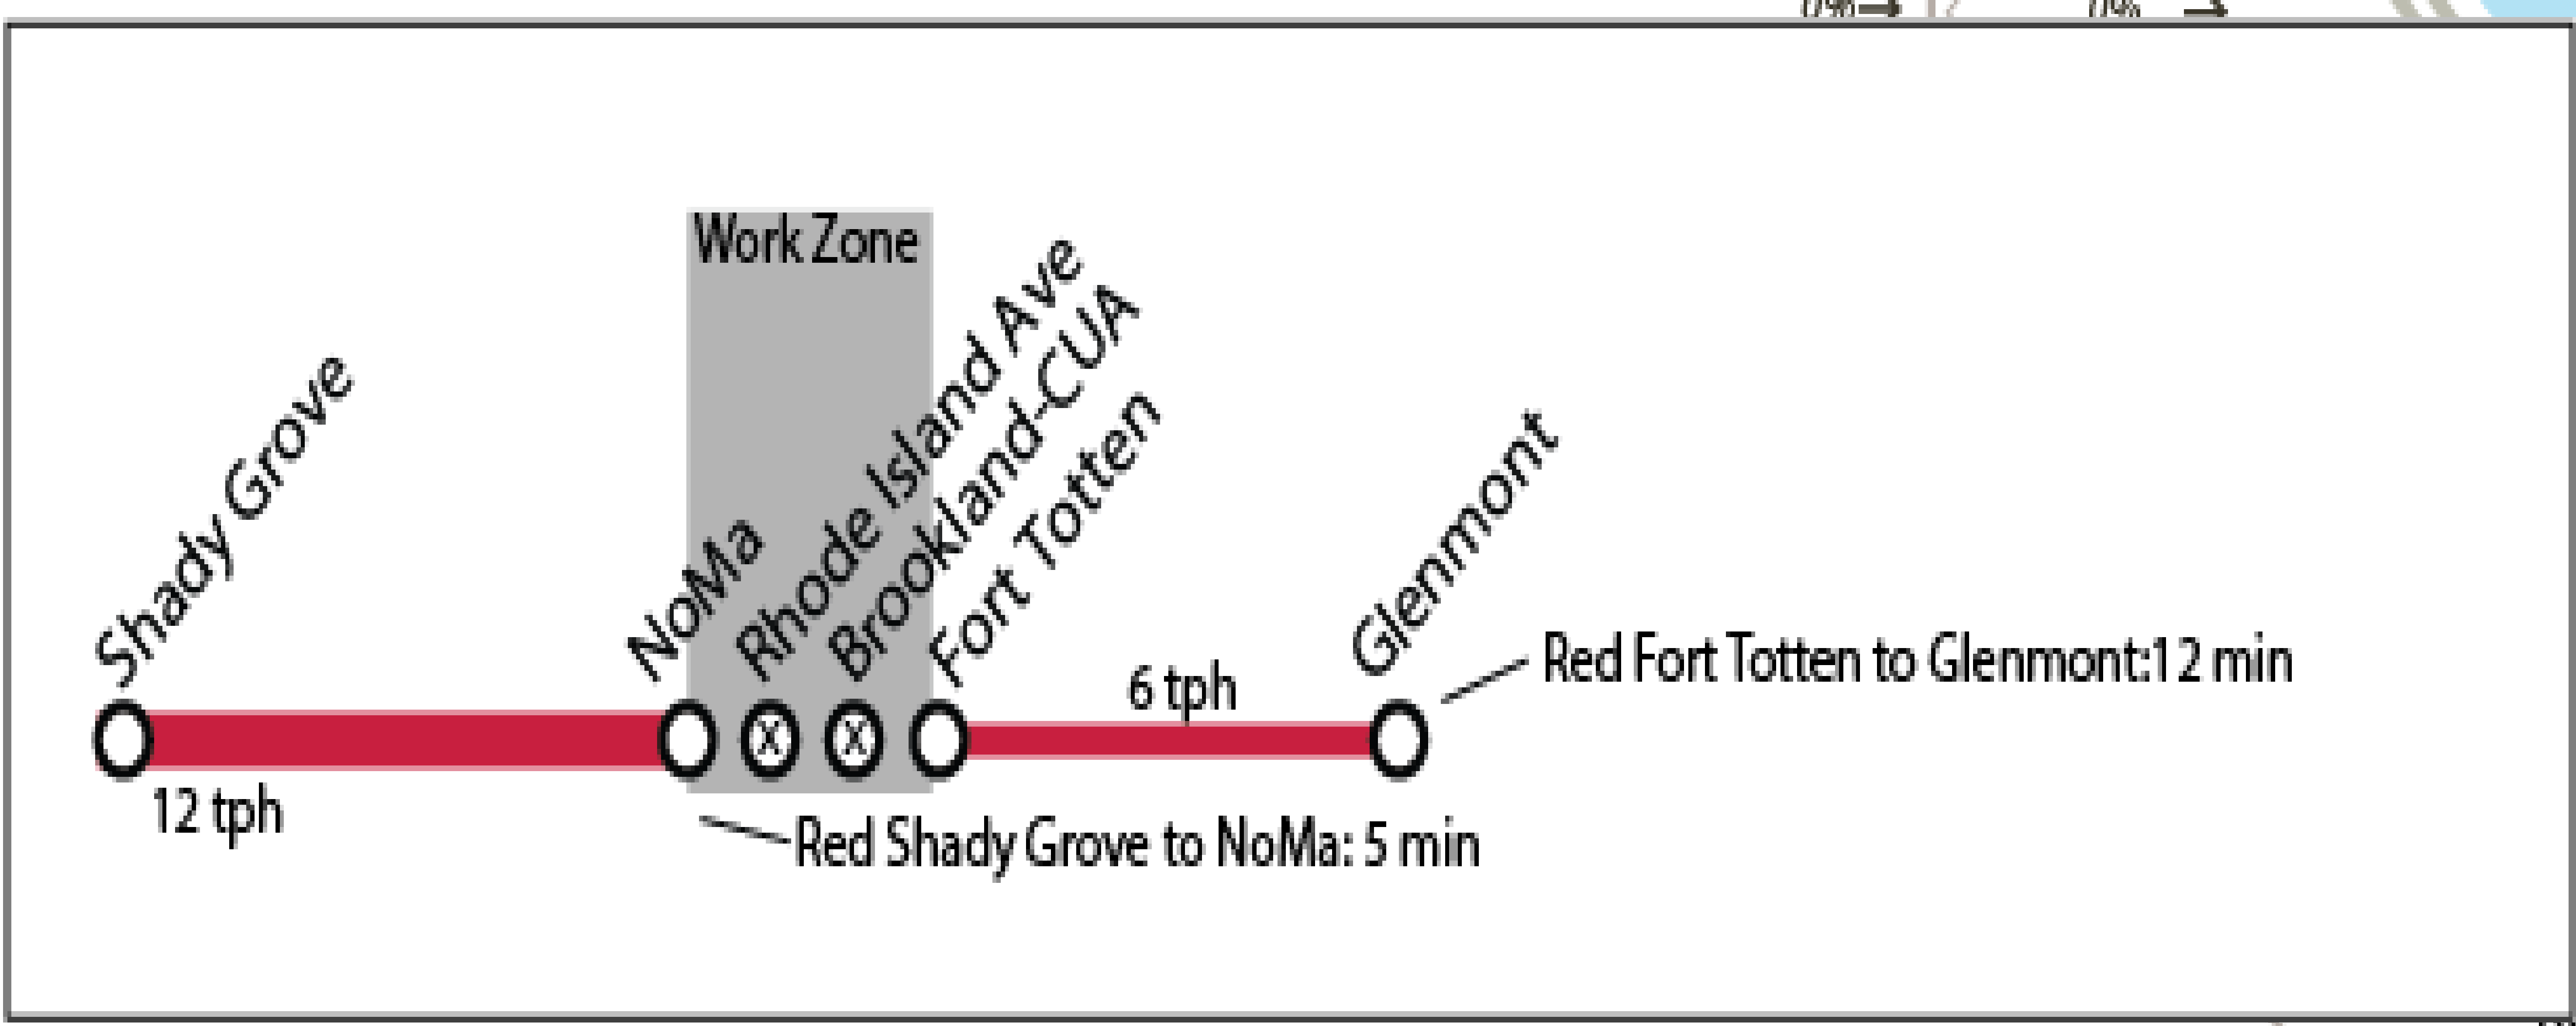 Work Zone
Shady Grove
NoMa
Rhode Island Ave
Brookland-CUA
Fort Totten
Glenmont
Red Fort Totten to Glenmont:12 min
6 tph
12 tph
Red Shady Grove to NoMa: 5 min